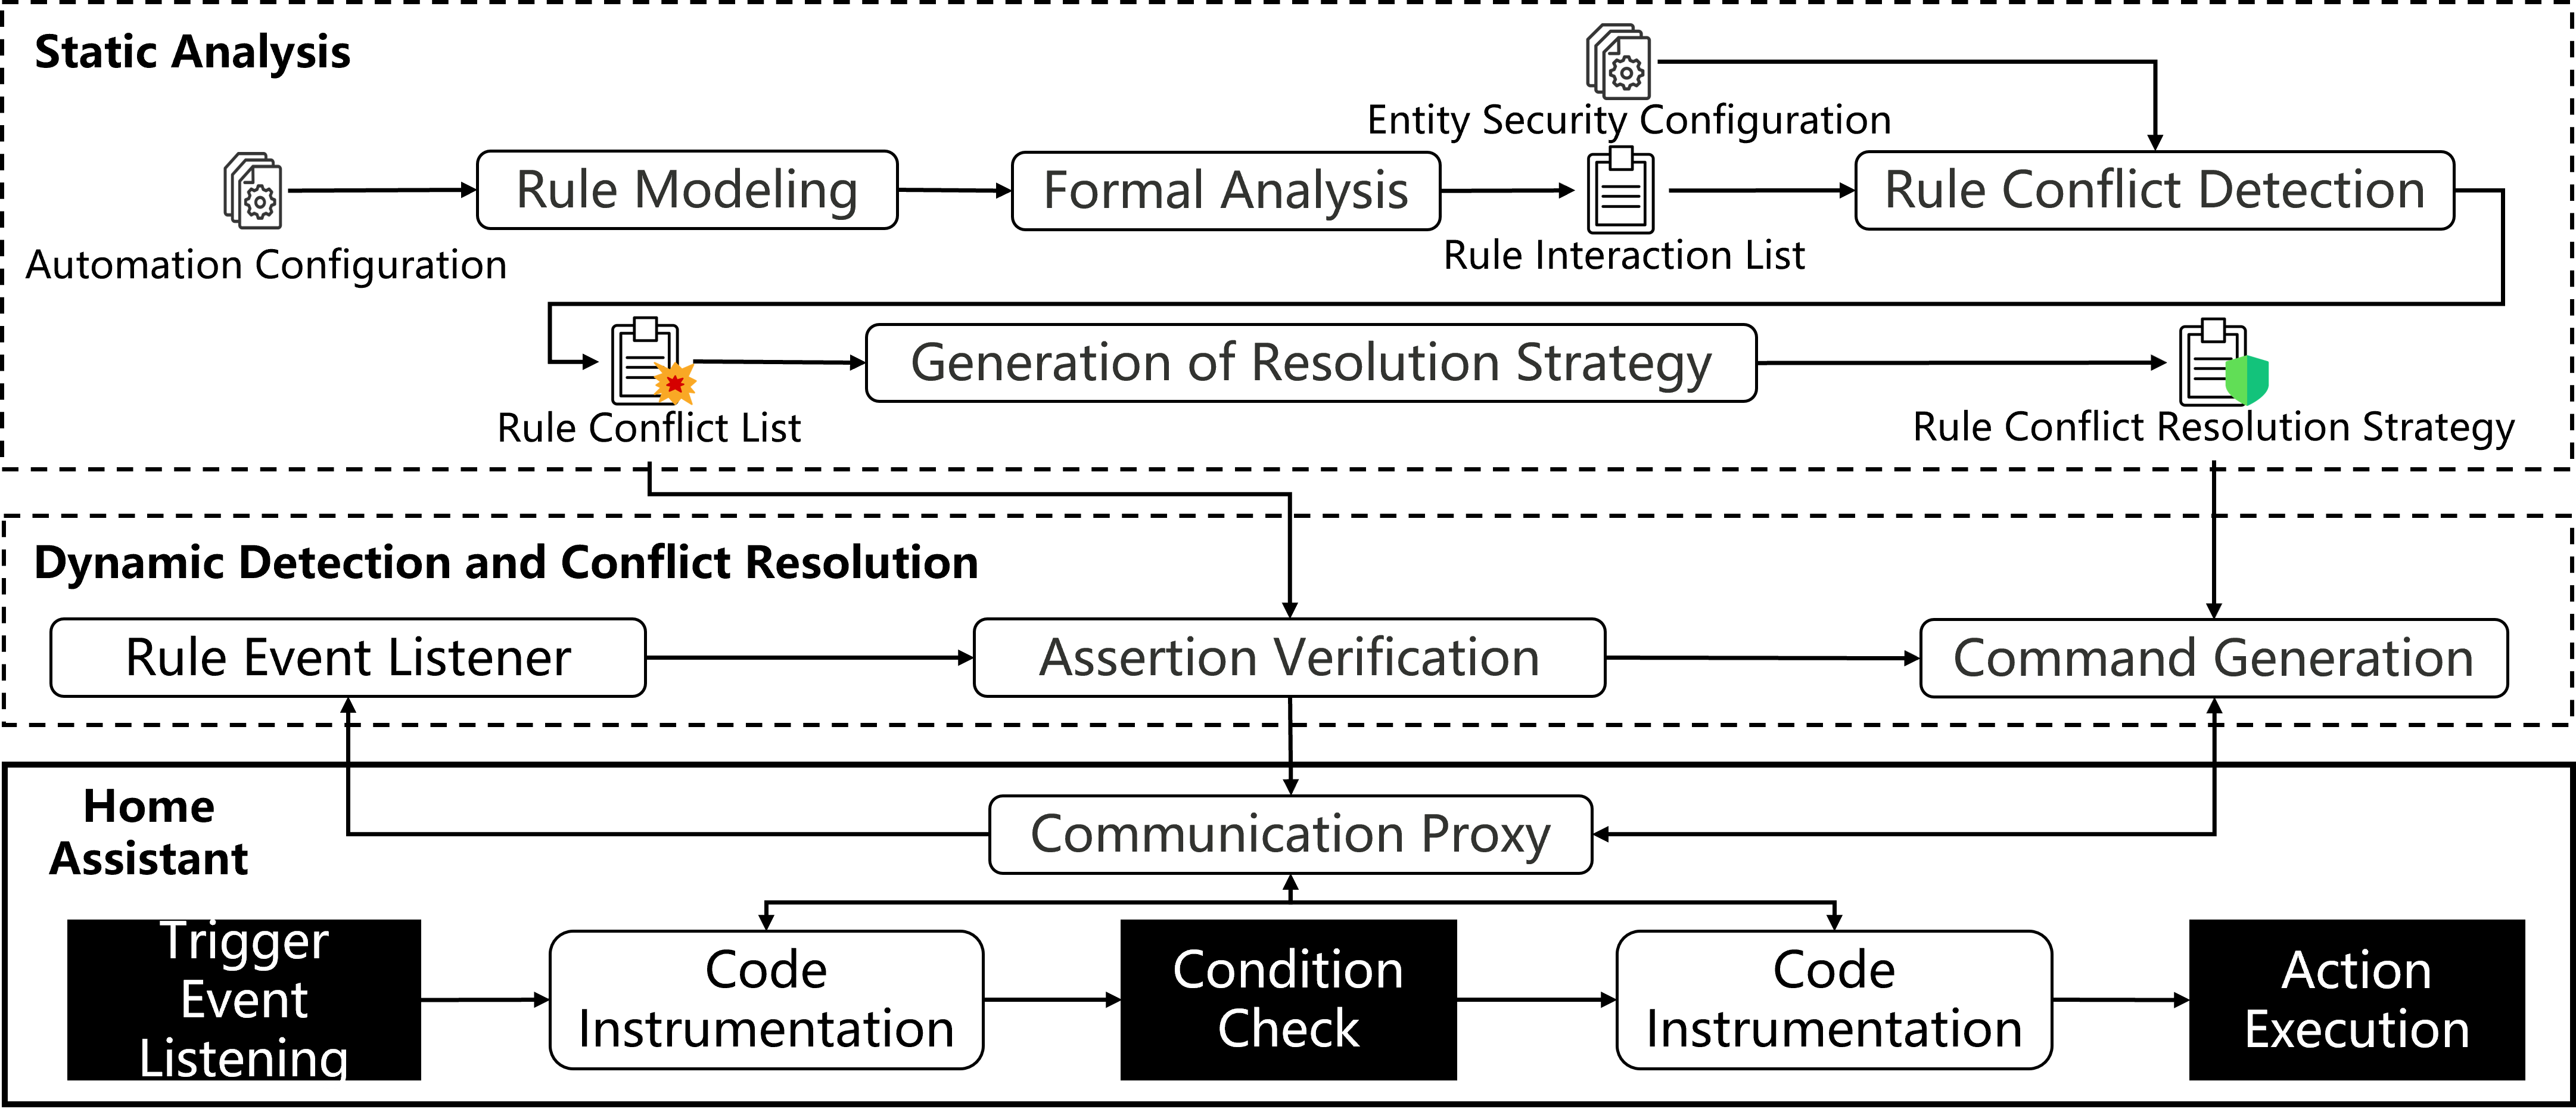 Static Analysis
Entity Security Configuration
Automation Configuration
Rule Modeling
Formal Analysis
Rule Interaction List
Rule Conflict Detection
Rule Conflict List
Generation of Resolution Strategy
Rule Conflict Resolution Strategy
Dynamic Detection and Conflict Resolution
Rule Event Listener
Assertion Verification
Command Generation
Home
Assistant
Communication Proxy
Trigger
Event
Listening
Code
Instrumentation
Condition
Check
Code
Instrumentation
Action
Execution